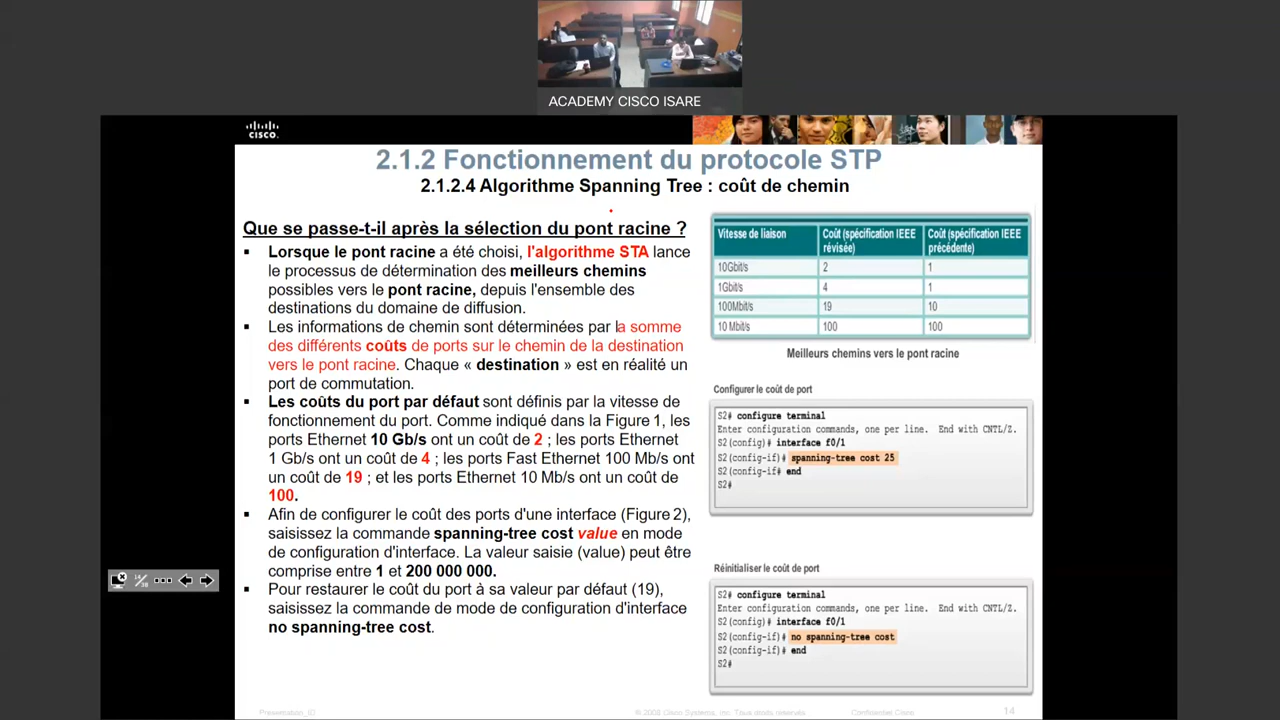 ACADEMY CISCO ISARE
CISCO
2.1.2 Fonctionnement du protocole STP
2.1.2.4 Algorithme Spanning Tree : coût de chemin
Que se passe-t-il après la sélection du pont racine ?
Lorsque le pont racine a été choisi, l'algorithme STA lance
le processus de détermination des meilleurs chemins
possibles vers le pont racine, depuis l'ensemble des
destinations du domaine de diffusion.
Les informations de chemin sont déterminées par la somme
des différents coûts de ports sur le chemin de la destination
vers le pont racine. Chaque « destination » est en réalité un
port de commutation.
Les coûts du port par défaut sont définis par la vitesse de
fonctionnement du port. Comme indiqué dans la Figure 1, les
ports Ethernet 10 Gb/s ont un coût de 2 ; les ports Ethernet
1 Gb/s ont un coût de 4 ; les ports Fast Ethernet 100 Mb/s ont
un coût de 19 ; et les ports Ethernet 10 Mb/s ont un coût de
100.
Afin de configurer le coût des ports d'une interface (Figure 2),
saisissez la commande spanning-tree cost value en mode
de configuration d'interface. La valeur saisie (value) peut être
comprise entre 1 et 200 000 000.
Pour restaurer le coût du port à sa valeur par défaut (19),
saisissez la commande de mode de configuration d'interface
no spanning-tree cost.
Vitesse de liaison Coût (spécification IEEE révisée) Coût (spécification IEEE précédente)
10Gbit/s 2 1
1Gbit/s 4 1
100Mbit/s 19 10
10 Mbit/s 100 100
Meilleurs chemins vers le pont racine
Configurer le coût de port
S2# configure terminal
Enter configuration commands, one per line. End with CNTL/Z.
S2(config)# interface f0/1
S2(config-if)# spanning-tree cost 25
S2(config-if# end
S2#
Réinitialiser le coût de port
S2# configure terminal
Enter configuration commands, one per line. End with CNTL/Z.
S2(config)# interface f0/1
S2(config-if)# no spanning-tree cost
S2(config-if)# end
S2#
14
38
Presentation_ID
© 2008 Cisco Systems, Inc. Tous droits réservés.
Confidentiel Cisco
14